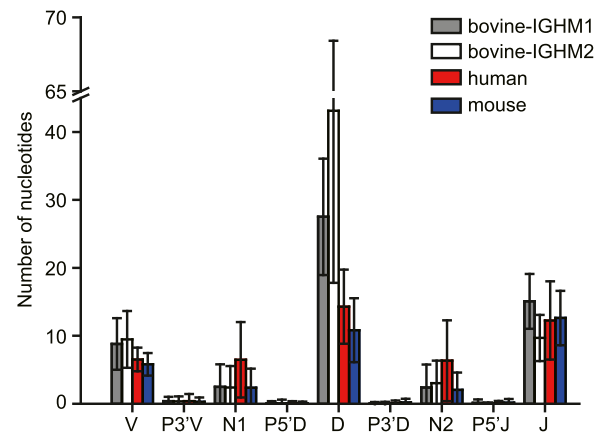 70
65
40
30
20
10
0
Number of nucleotides
bovine-IGHM1
bovine-IGHM2
human
mouse
V P3'V N1 P5'D D P3'D N2 P5'J J